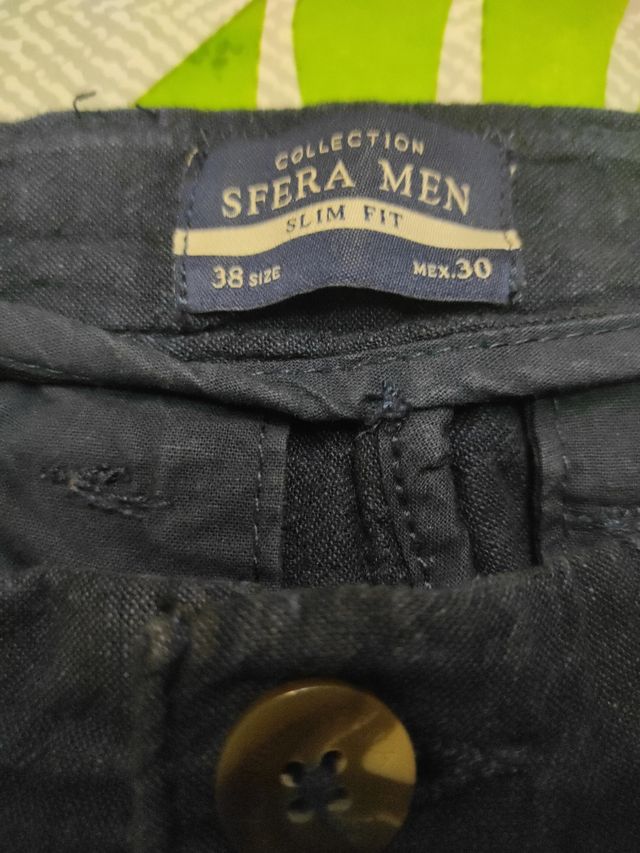 COLLECTION
SFERA MEN
SLIM FIT
38 SIZE MEX.30